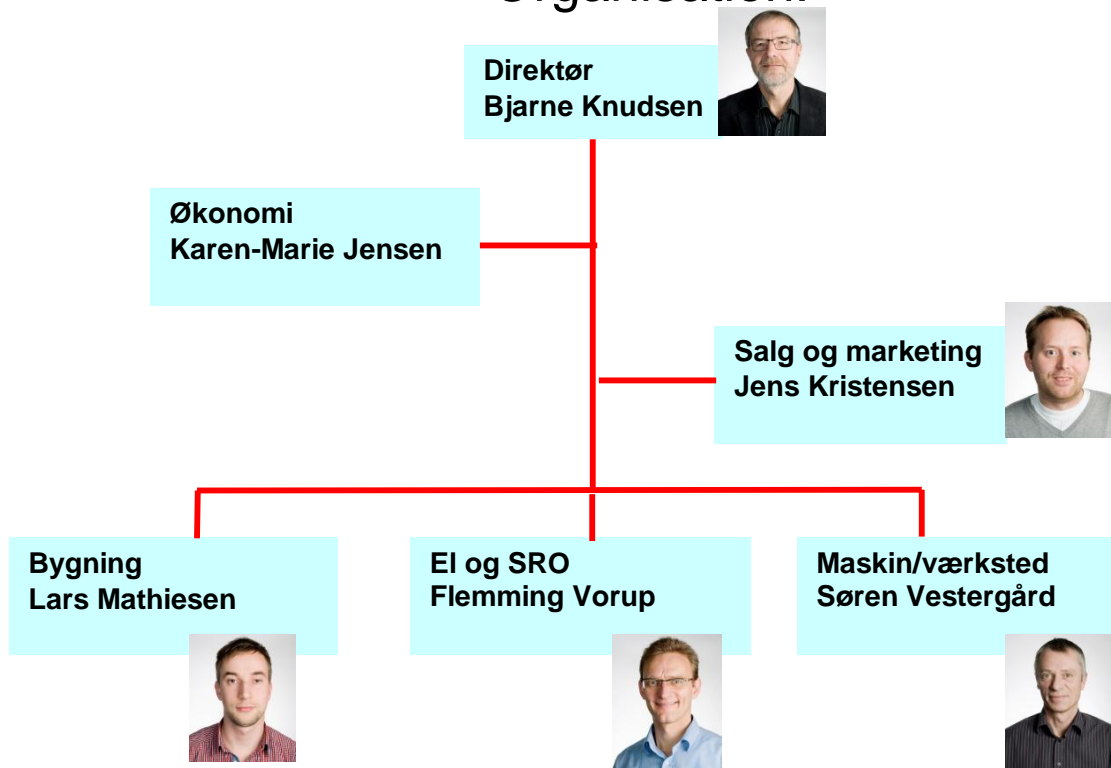 Organisation:
Direktør
Bjarne Knudsen
Økonomi
Karen-Marie Jensen
Salg og marketing
Jens Kristensen
Bygning
Lars Mathiesen
El og SRO
Flemming Vorup
Maskin/værksted
Søren Vestergård